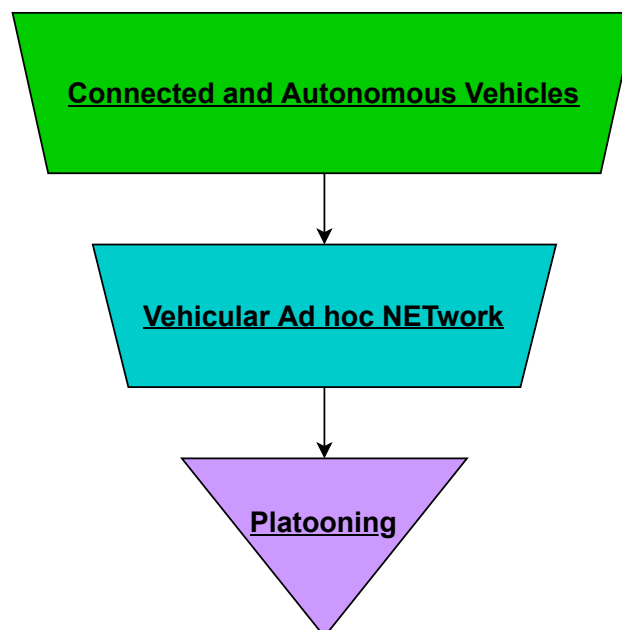 Connected and Autonomous Vehicles
Vehicular Ad hoc NETwork
Platooning